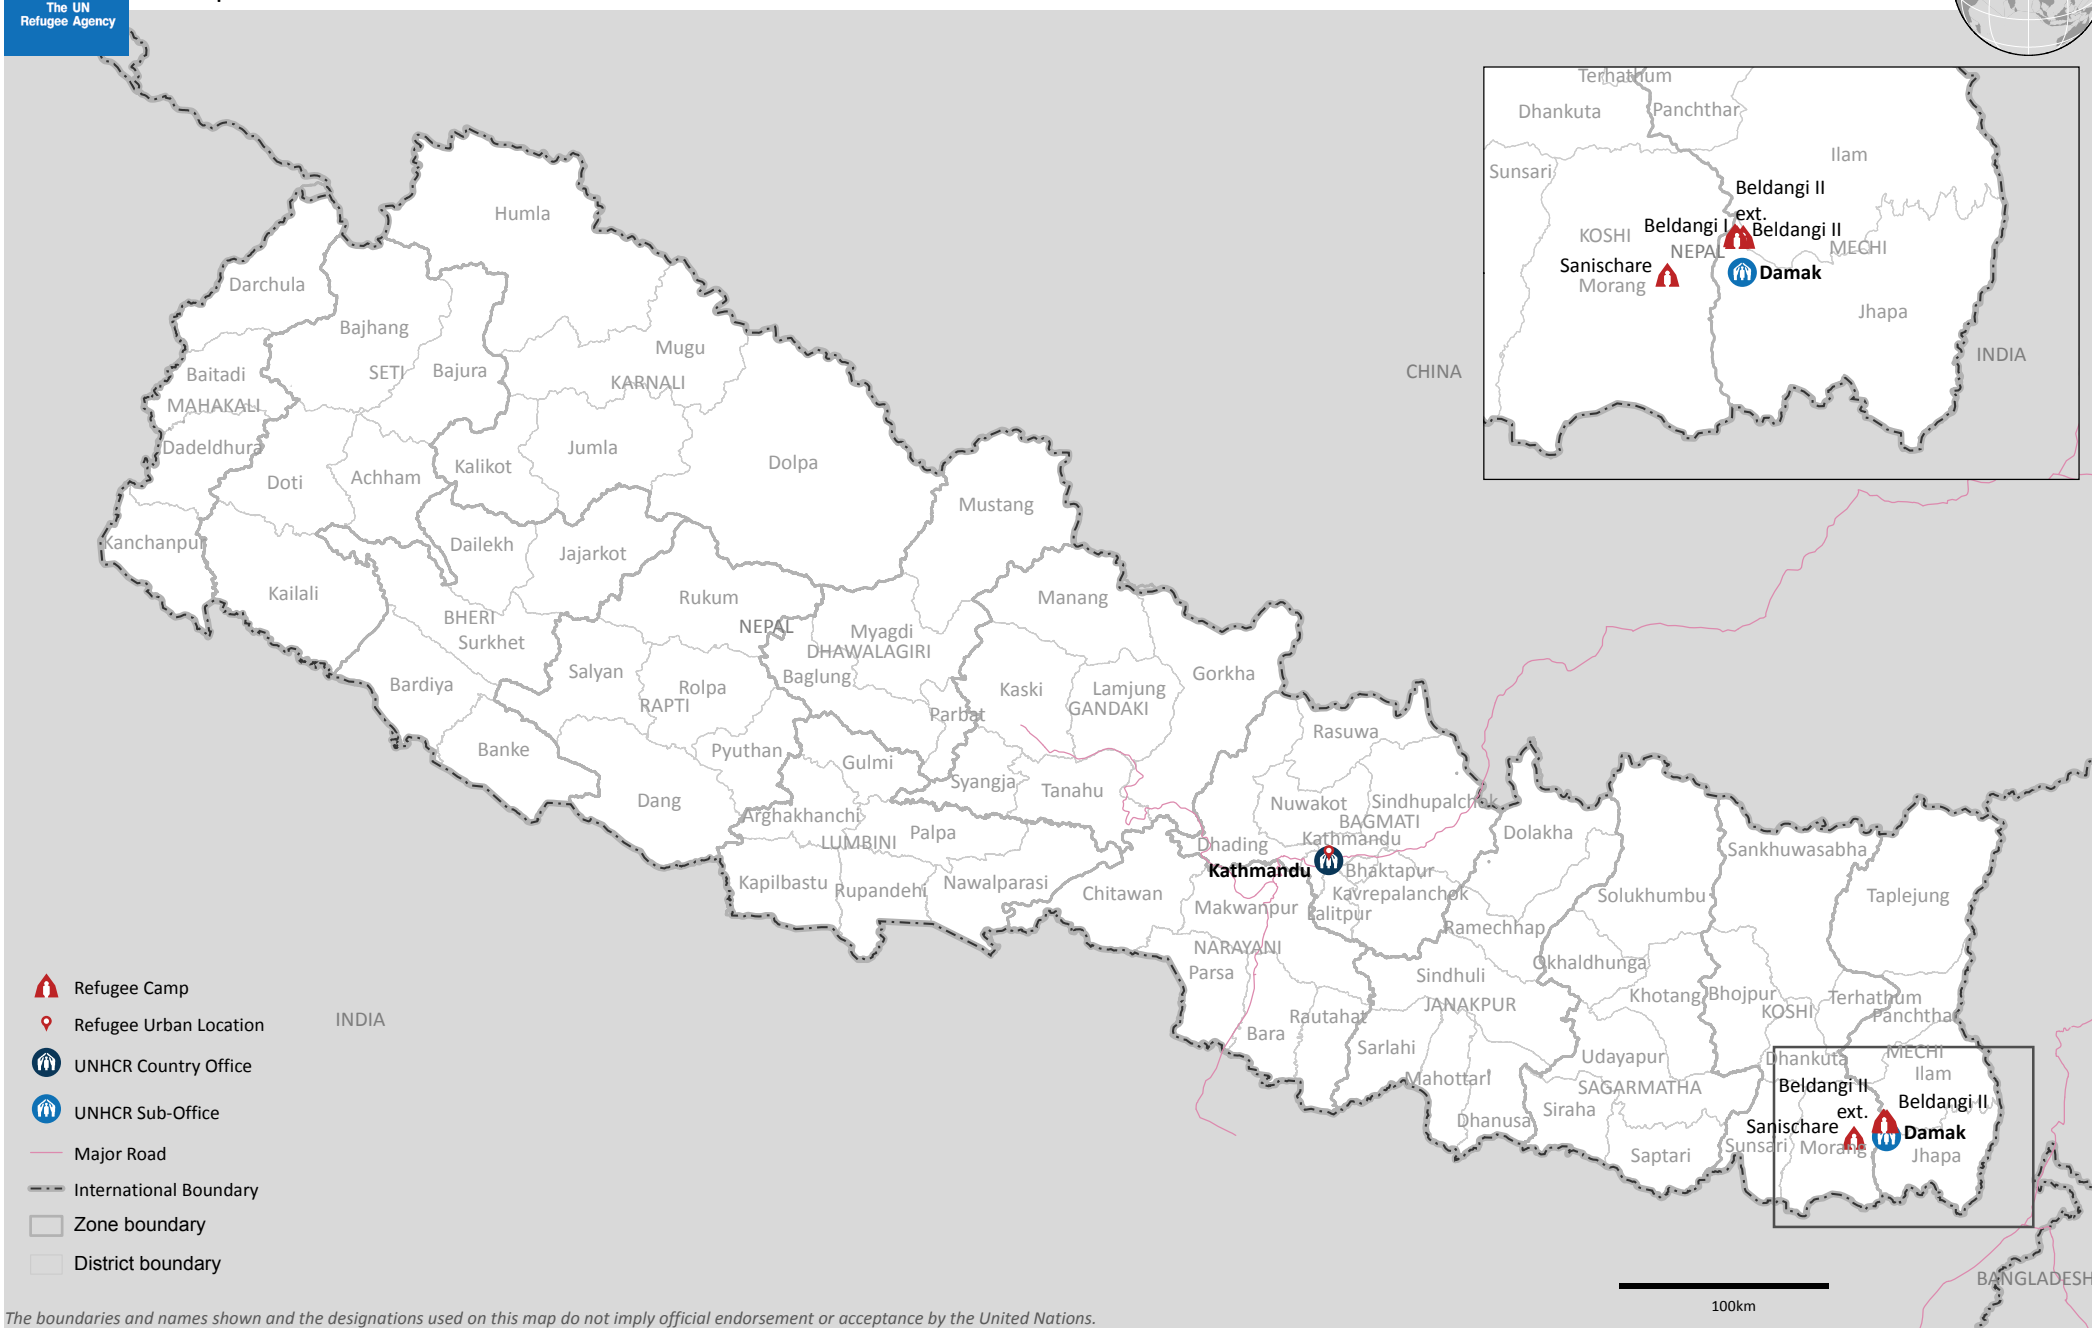 The UN
Refugee Agency
Terhathum
Dhankuta
Panchthar
Ilam
Sunsari
Beldangi II
ext.
Beldangi I
Beldangi II
KOSHI
NEPAL
MECHI
Sanischare
Damak
Morang
Jhapa
INDIA
CHINA
Humla
Darchula
Bajhang
Mugu
SETI
Bajura
Baitadi
KARNALI
MAHAKALI
Dadeldhura
Jumla
Kalikot
Dolpa
Doti
Achham
Mustang
Kanchanpur
Dailekh
Jajarkot
Kailali
Rukum
Manang
BHERI
NEPAL
Myagdi
Surkhet
DHAWALAGIRI
Salyan
Baglung
Gorkha
Bardiya
Rolpa
Kaski
Lamjung
RAPTI
GANDAKI
Parbat
Rasuwa
Banke
Pyuthan
Gulmi
Syangja
Tanahu
Dang
Nuwakot
Sindhupalchok
Arghakhanchi
BAGMATI
Palpa
Dolakha
LUMBINI
Dhading
Kathmandu
Sankhuwasabha
Kathmandu
Bhaktapur
Kapilbastu
Rupandehi
Nawalparasi
Chitawan
Kavrepalanchok
Solukhumbu
Taplejung
Makwanpur
Lalitpur
Ramechhap
NARAYANI
Okhaldhunga
Parsa
Sindhuli
Khotang
Bhojpur
Terhathum
JANAKPUR
KOSHI
Panchtha
Rautahat
Bara
Sarlahi
Udayapur
Dhankuta
MECHI
Ilam
Mahottari
SAGARMATHA
Beldangi II
ext.
Beldangi II
Siraha
Dhanusa
Sanischare
Damak
Saptari
Sunsari
Morang
Jhapa
Refugee Camp
Refugee Urban Location
INDIA
UNHCR Country Office
UNHCR Sub-Office
Major Road
International Boundary
Zone boundary
District boundary
BANGLADESH
100km
The boundaries and names shown and the designations used on this map do not imply official endorsement or acceptance by the United Nations.